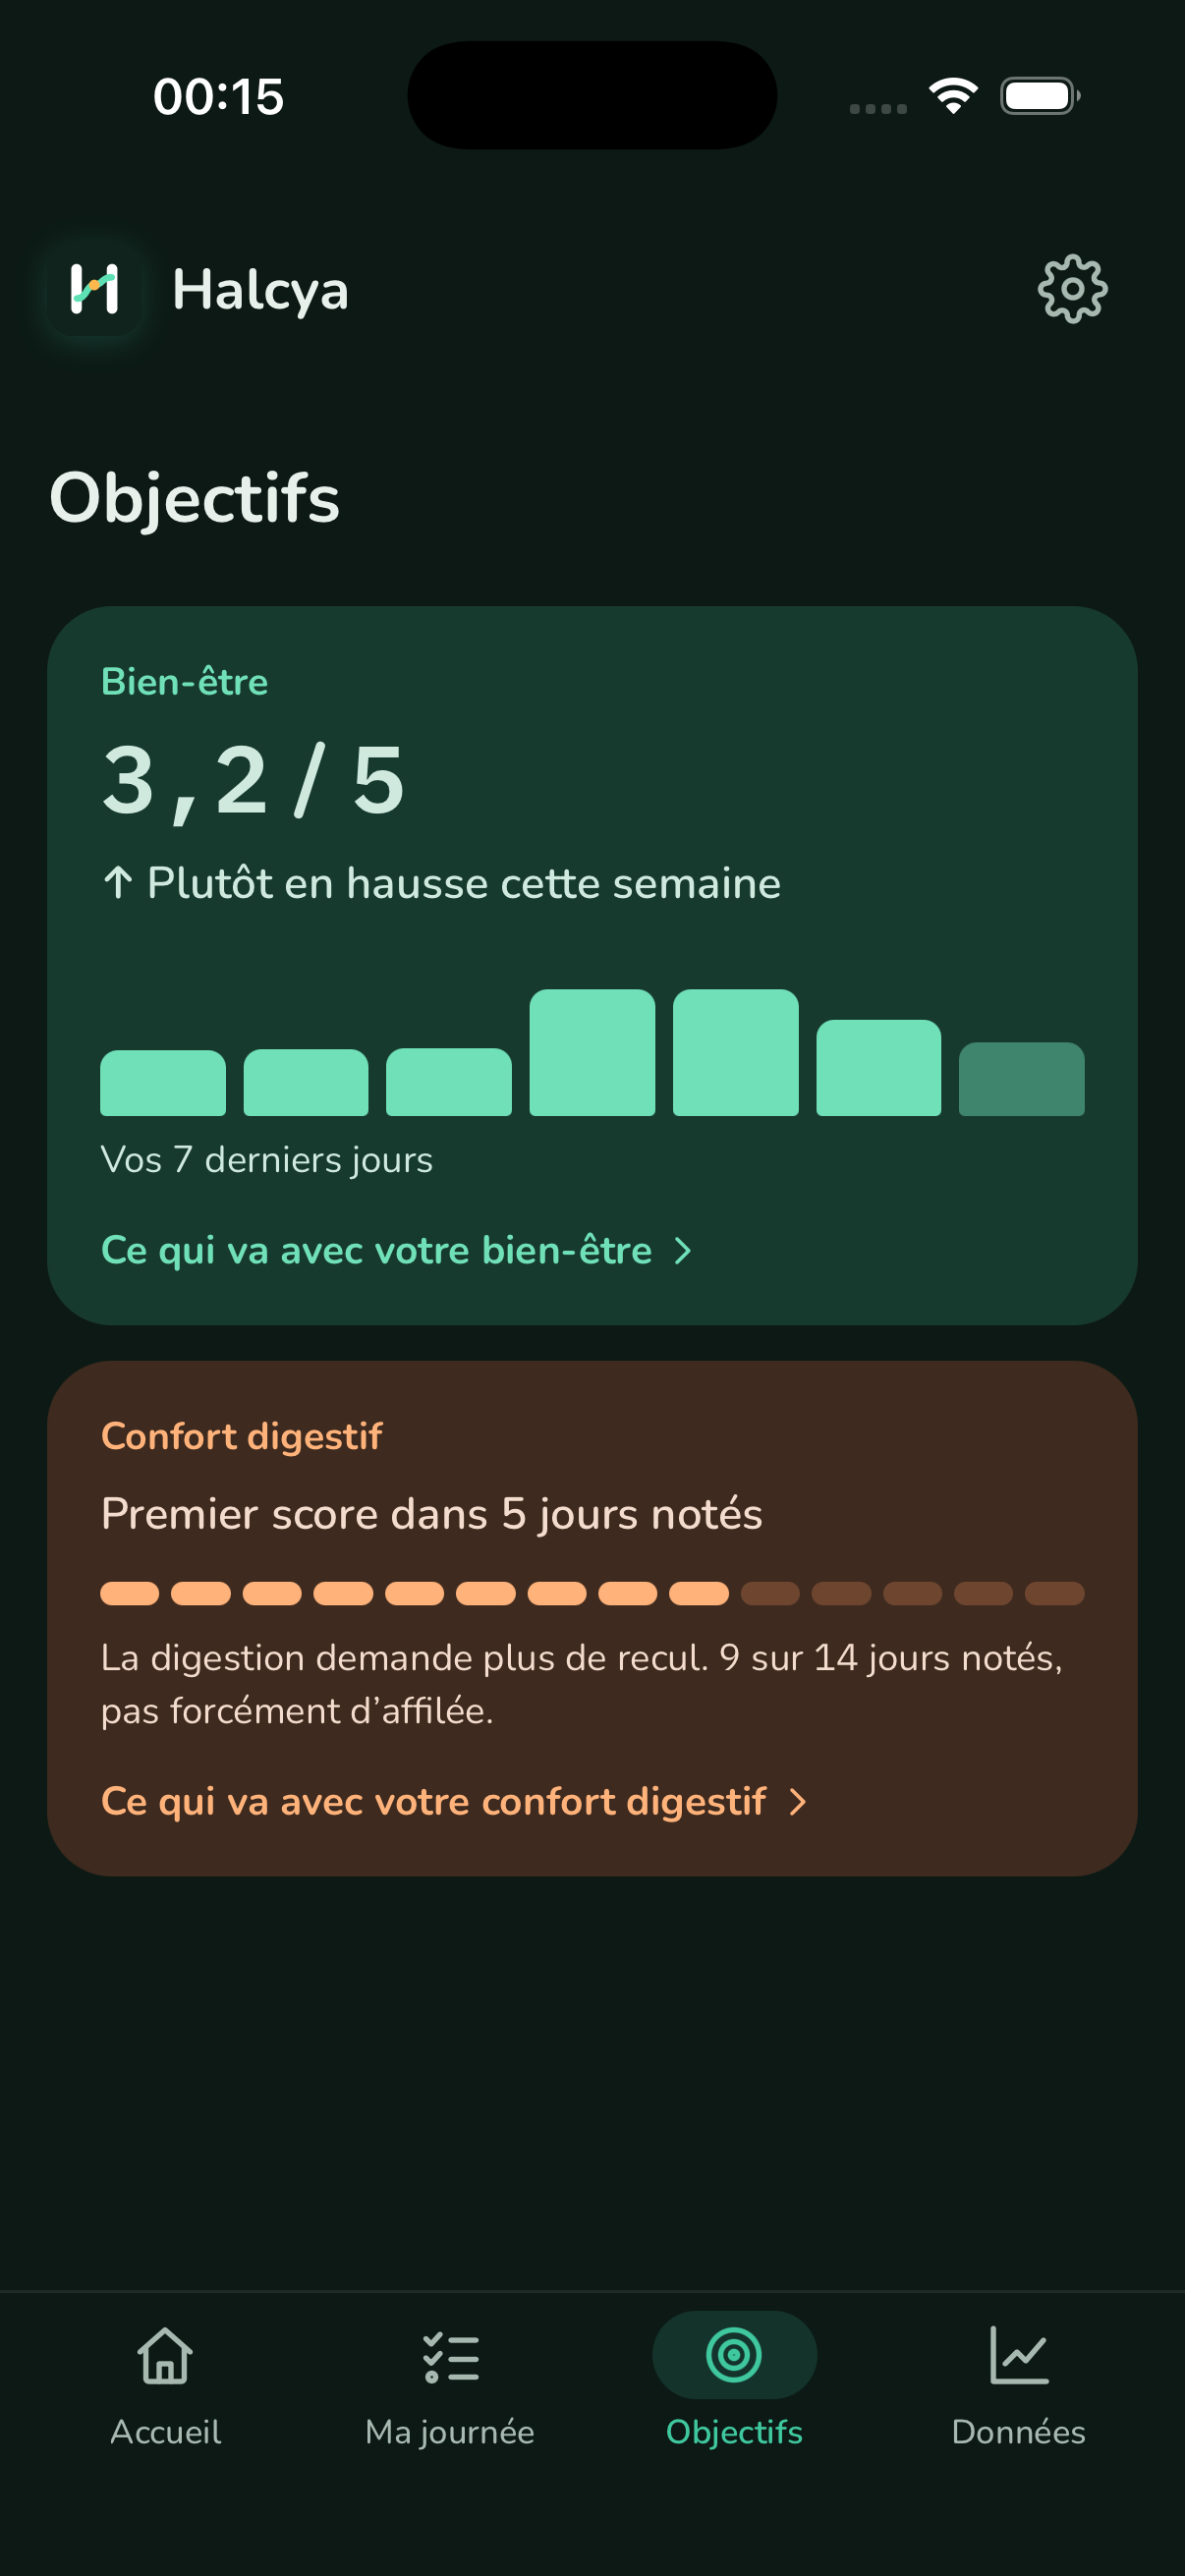 00:15
Halcya
Objectifs
Bien-être
3,2/5
↑ Plutôt en hausse cette semaine
Vos 7 derniers jours
Ce qui va avec votre bien-être
Confort digestif
Premier score dans 5 jours notés
La digestion demande plus de recul. 9 sur 14 jours notés,
pas forcément d’affilée.
Ce qui va avec votre confort digestif
Accueil
Ma journée
Objectifs
Données